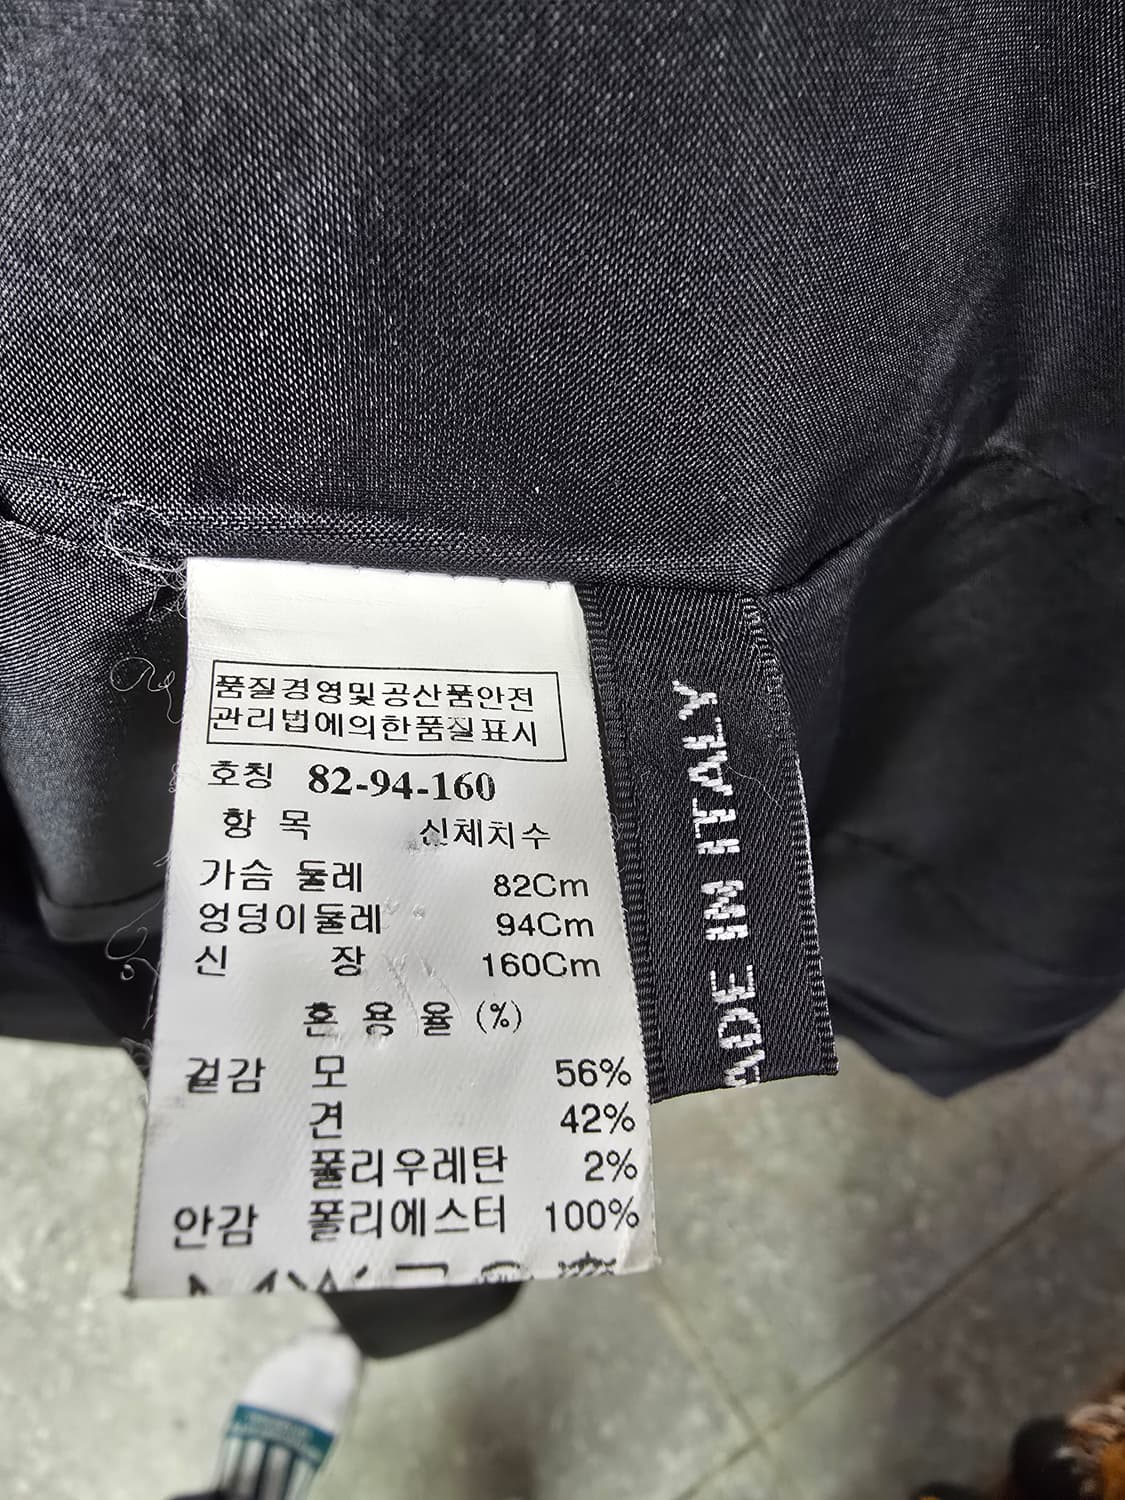 품질경영및공산품안전
관리법에의한품질표시
호칭 82-94-160
항 목 신체치수
가슴 둘레 82Cm
엉덩이둘레 94Cm
신 장 160Cm
혼 용 율 (%)
겉감 모 56%
견 42%
폴리우레탄 2%
안감 폴리에스터 100%
ADE IN ITALY